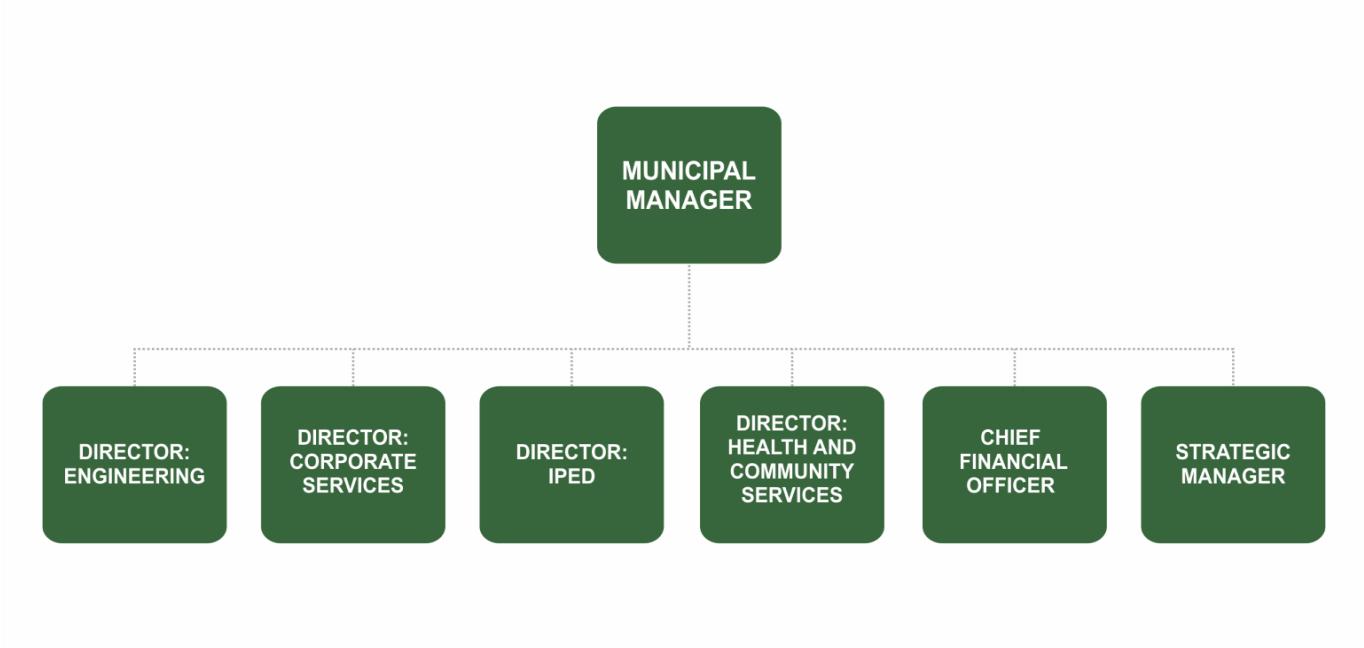 MUNICIPAL
MANAGER
DIRECTOR:
ENGINEERING
DIRECTOR:
CORPORATE
SERVICES
DIRECTOR:
IPED
DIRECTOR:
HEALTH AND
COMMUNITY
SERVICES
CHIEF
FINANCIAL
OFFICER
STRATEGIC
MANAGER